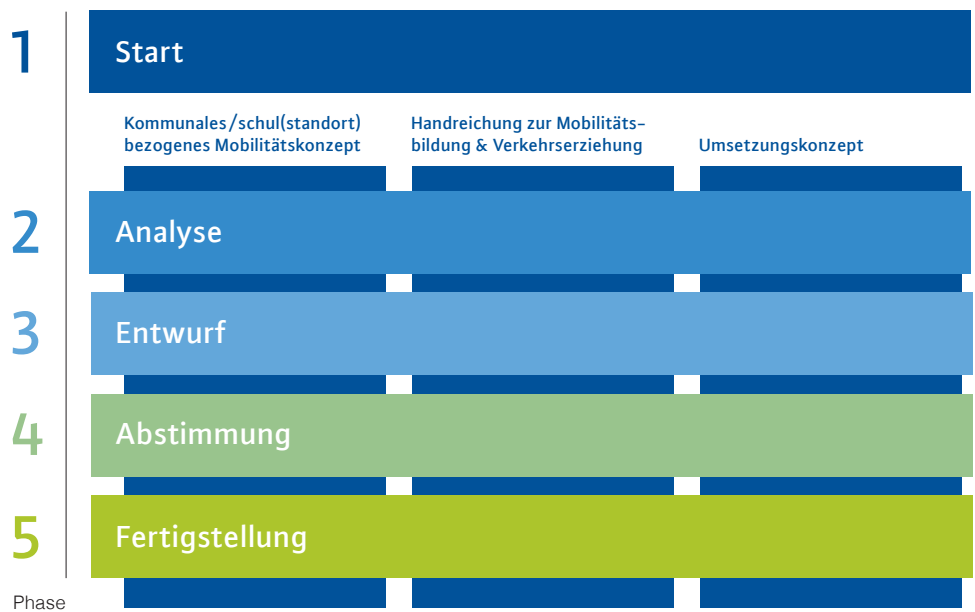 1 Start
Kommunales/schul(standort)
bezogenes Mobilitätskonzept
Handreichung zur Mobilitäts-
bildung & Verkehrserziehung
Umsetzungskonzept
2 Analyse
3 Entwurf
4 Abstimmung
5 Fertigstellung
Phase